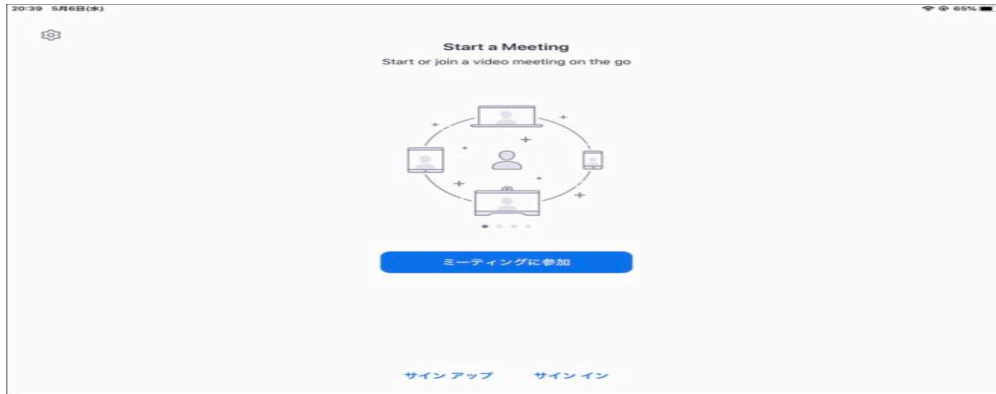 20:39 5月6日(水)
65%
Start a Meeting
Start or join a video meeting on the go
ミーティングに参加
サイン アップ サイン イン